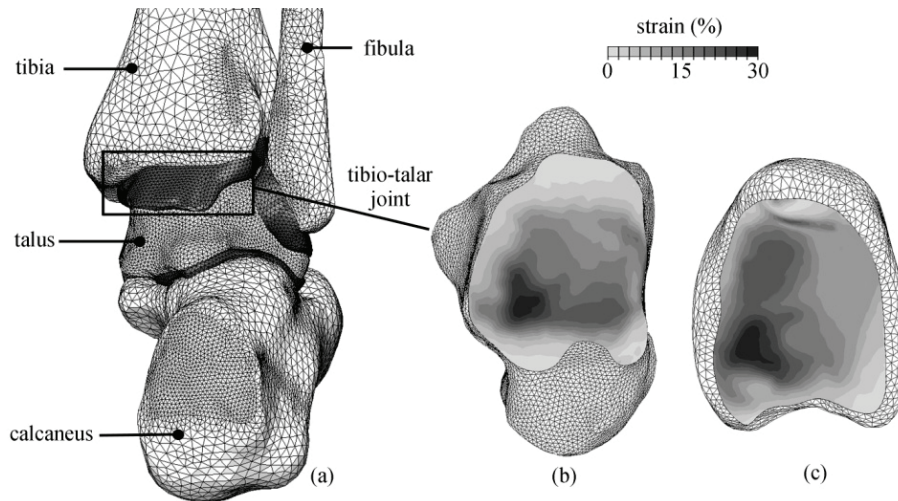 strain (%)
0 15 30
fibula
tibia
tibio-talar
joint
talus
calcaneus
(a)
(b)
(c)